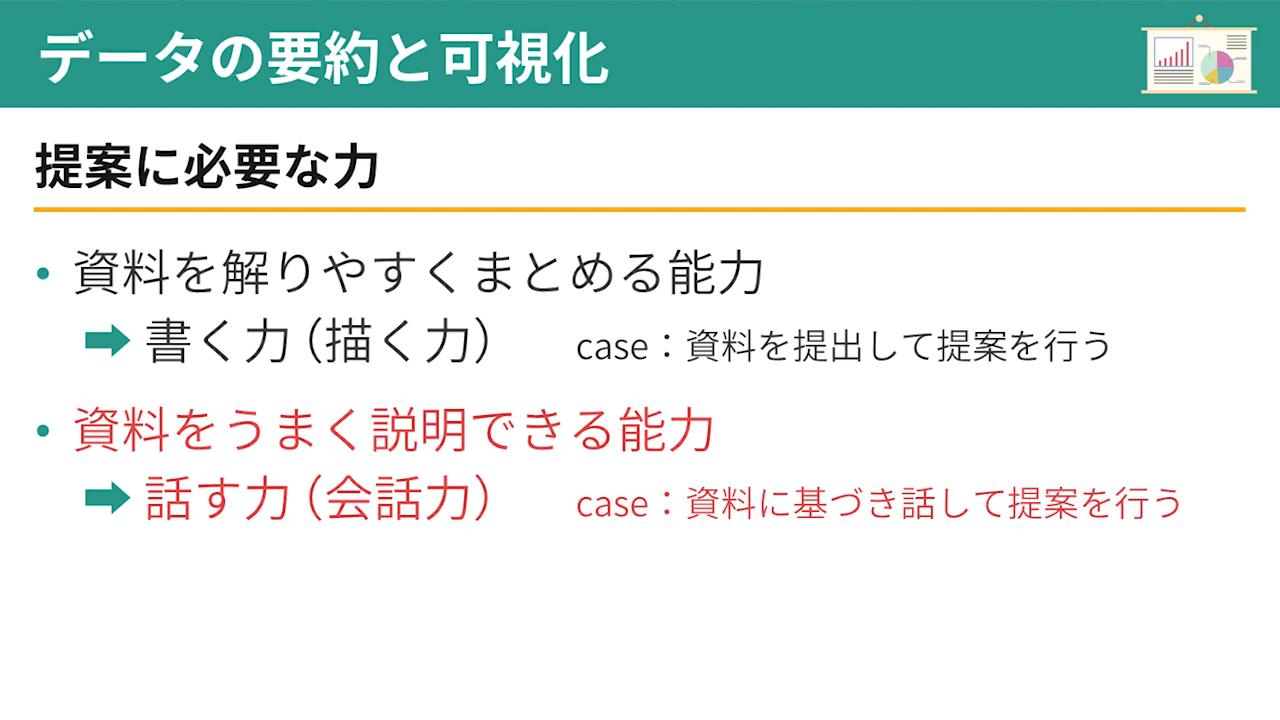 データの要約と可視化
提案に必要な力
• 資料を解りやすくまとめる能力
➡ 書く力（描く力） case：資料を提出して提案を行う
• 資料をうまく説明できる能力
➡ 話す力（会話力） case：資料に基づき話して提案を行う